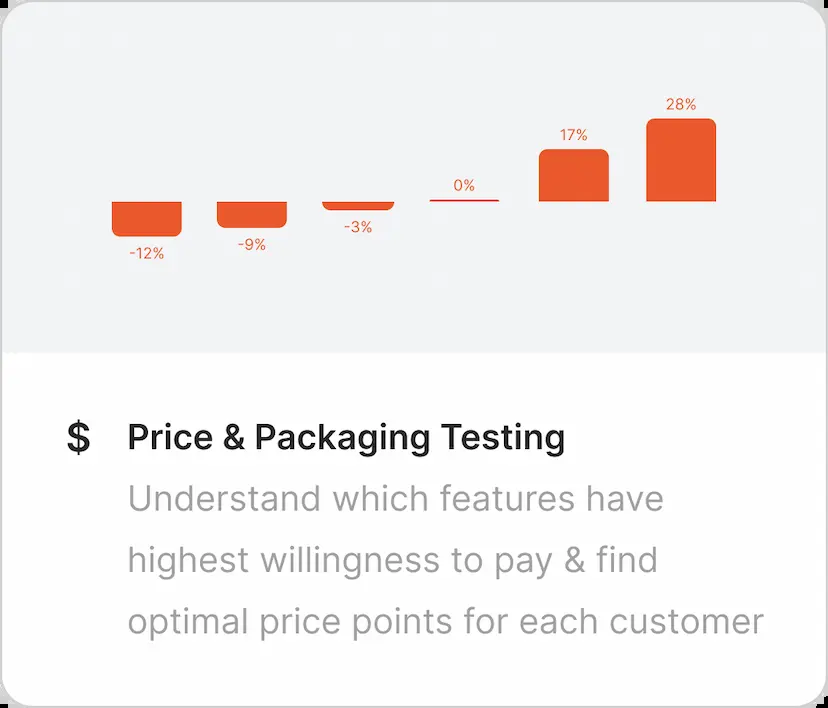 28%
17%
0%
-3%
-9%
-12%
$ Price & Packaging Testing
Understand which features have
highest willingness to pay & find
optimal price points for each customer